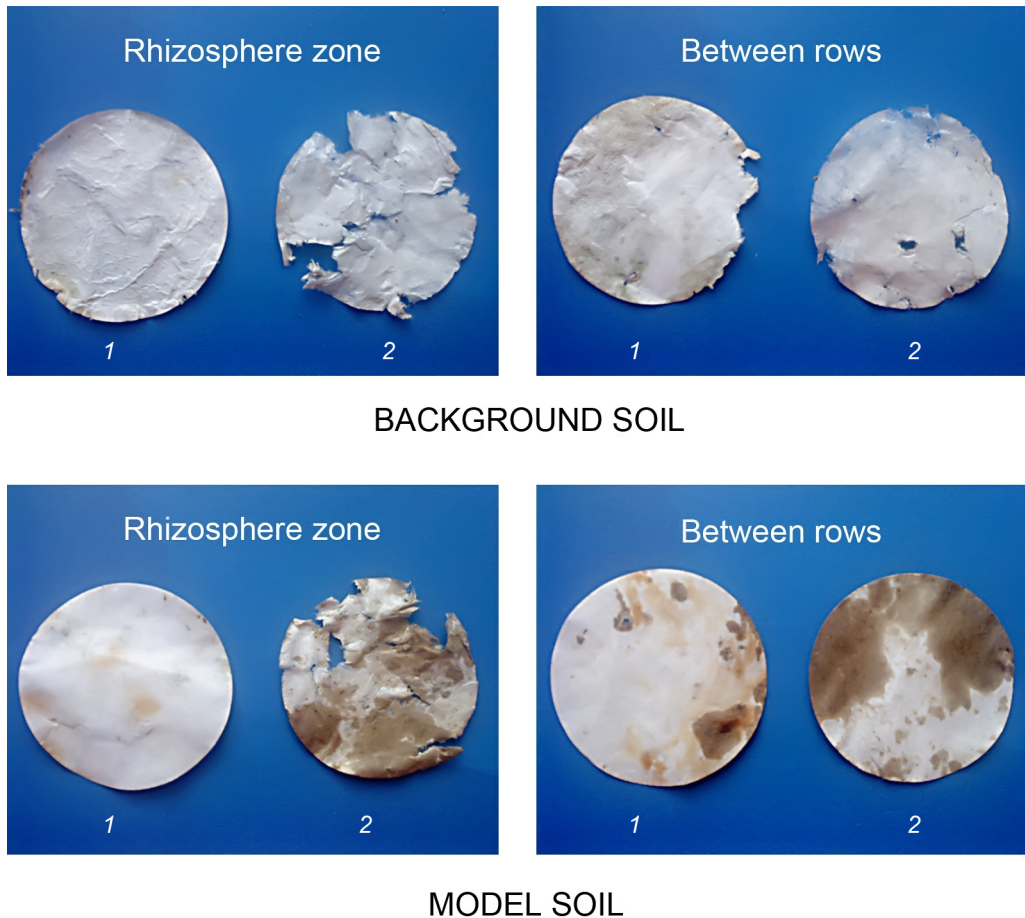 Rhizosphere zone
Between rows
1
2
1
2
BACKGROUND SOIL
Rhizosphere zone
Between rows
1
2
1
2
MODEL SOIL